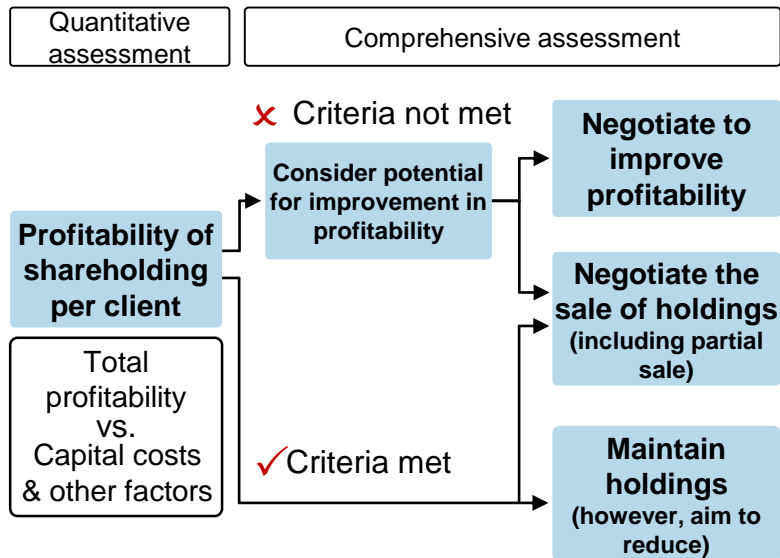 Quantitative
assessment
Comprehensive assessment
✗ Criteria not met
Consider potential
for improvement in
profitability
Negotiate to
improve
profitability
Profitability of
shareholding
per client
Negotiate the
sale of holdings
(including partial
sale)
Total
profitability
vs.
Capital costs
& other factors
✓Criteria met
Maintain
holdings
(however, aim to
reduce)